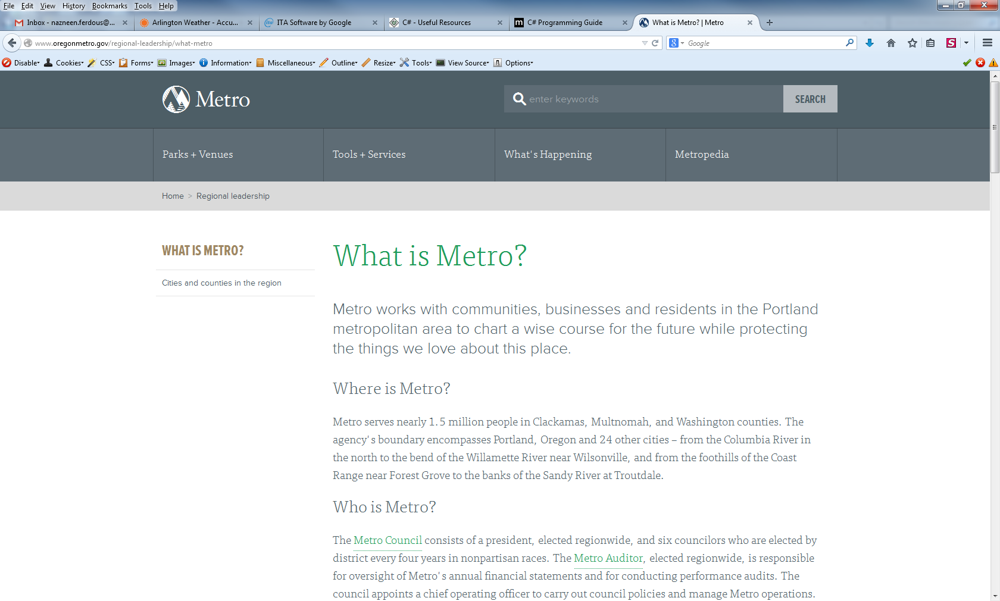 File Edit View History Bookmarks Tools Help
Inbox - nazneen.ferdous@... Arlington Weather - Accu... ITA Software by Google C# - Useful Resources C# Programming Guide What is Metro? | Metro
www.oregonmetro.gov/regional-leadership/what-metro Google
Disable Cookies CSS Forms Images Information Miscellaneous Outline Resize Tools View Source Options
Metro enter keywords SEARCH
Parks + Venues Tools + Services What's Happening Metropedia
Home > Regional leadership
WHAT IS METRO?
Cities and counties in the region
What is Metro?
Metro works with communities, businesses and residents in the Portland
metropolitan area to chart a wise course for the future while protecting
the things we love about this place.
Where is Metro?
Metro serves nearly 1.5 million people in Clackamas, Multnomah, and Washington counties. The
agency's boundary encompasses Portland, Oregon and 24 other cities – from the Columbia River in
the north to the bend of the Willamette River near Wilsonville, and from the foothills of the Coast
Range near Forest Grove to the banks of the Sandy River at Troutdale.
Who is Metro?
The Metro Council consists of a president, elected regionwide, and six councilors who are elected by
district every four years in nonpartisan races. The Metro Auditor, elected regionwide, is responsible
for oversight of Metro's annual financial statements and for conducting performance audits. The
council appoints a chief operating officer to carry out council policies and manage Metro operations.